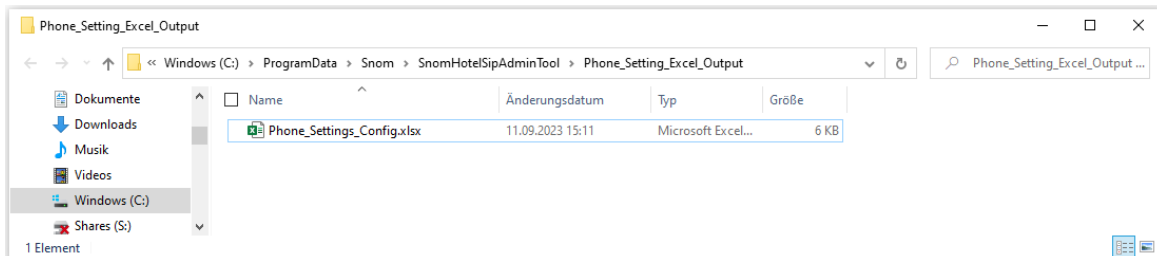 Phone_Setting_Excel_Output
« Windows (C:) > ProgramData > Snom > SnomHotelSipAdminTool > Phone_Setting_Excel_Output
Phone_Setting_Excel_Output ...
Dokumente
Downloads
Musik
Videos
Windows (C:)
Shares (S:)
Name Änderungsdatum Typ Größe
Phone_Settings_Config.xlsx 11.09.2023 15:11 Microsoft Excel... 6 KB
1 Element